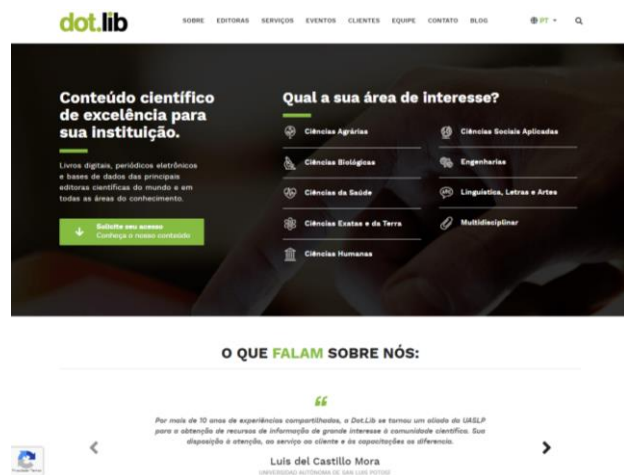 dot.lib
SOBRE EDITORAS SERVIÇOS EVENTOS CLIENTES EQUIPE CONTATO BLOG PT
Conteúdo científico
de excelência para
sua instituição.
Livros digitais, periódicos eletrônicos
e bases de dados das principais
editoras científicas do mundo e em
todas as áreas do conhecimento.
Solicite seu acesso
Conheça o nosso conteúdo
Qual a sua área de interesse?
Ciências Agrárias
Ciências Sociais Aplicadas
Ciências Biológicas
Engenharias
Ciências da Saúde
Linguística, Letras e Artes
Ciências Exatas e da Terra
Multidisciplinar
Ciências Humanas
O QUE FALAM SOBRE NÓS:
Por mais de 10 anos de experiências compartilhadas, a Dot.Lib se tornou um aliado da UASLP
para a obtenção de recursos de informação de grande interesse à comunidade científica. Sua
disposição à atenção, ao serviço ao cliente e às capacitações as diferencia.
Luis del Castillo Mora
UNIVERSIDAD AUTÓNOMA DE SAN LUIS POTOSÍ